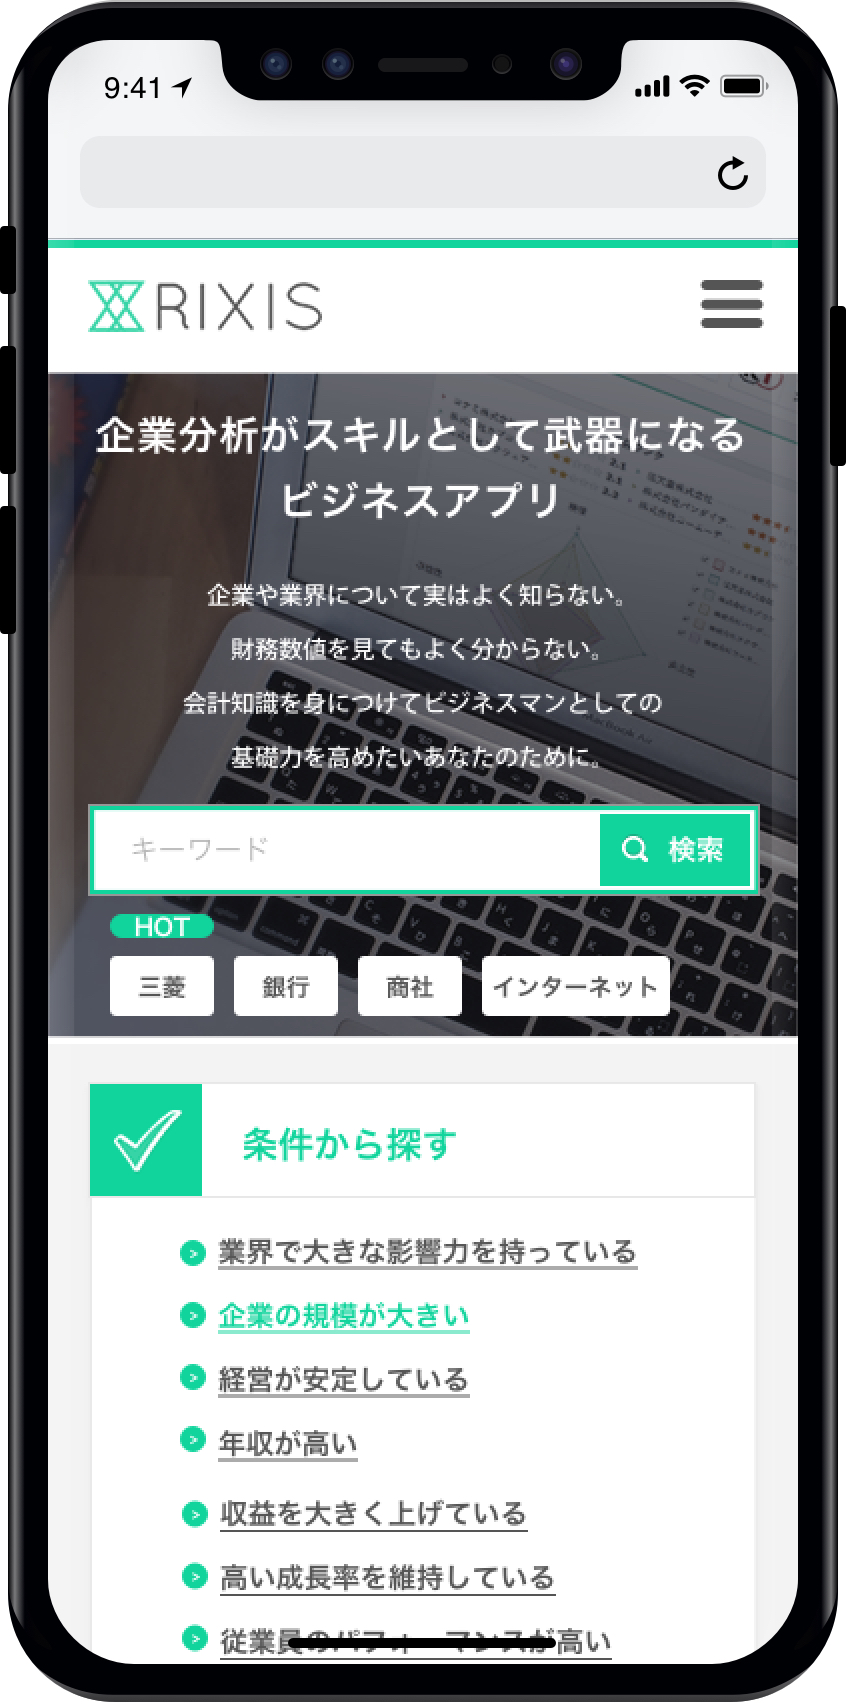 9:41
RIXIS
企業分析がスキルとして武器になる
ビジネスアプリ
企業や業界について実はよく知らない。
財務数値を見てもよく分からない。
会計知識を身につけてビジネスマンとしての
基礎力を高めたいあなたのために。
キーワード
検索
HOT
三菱
銀行
商社
インターネット
条件から探す
業界で大きな影響力を持っている
企業の規模が大きい
経営が安定している
年収が高い
収益を大きく上げている
高い成長率を維持している
従業員のパフォーマンスが高い